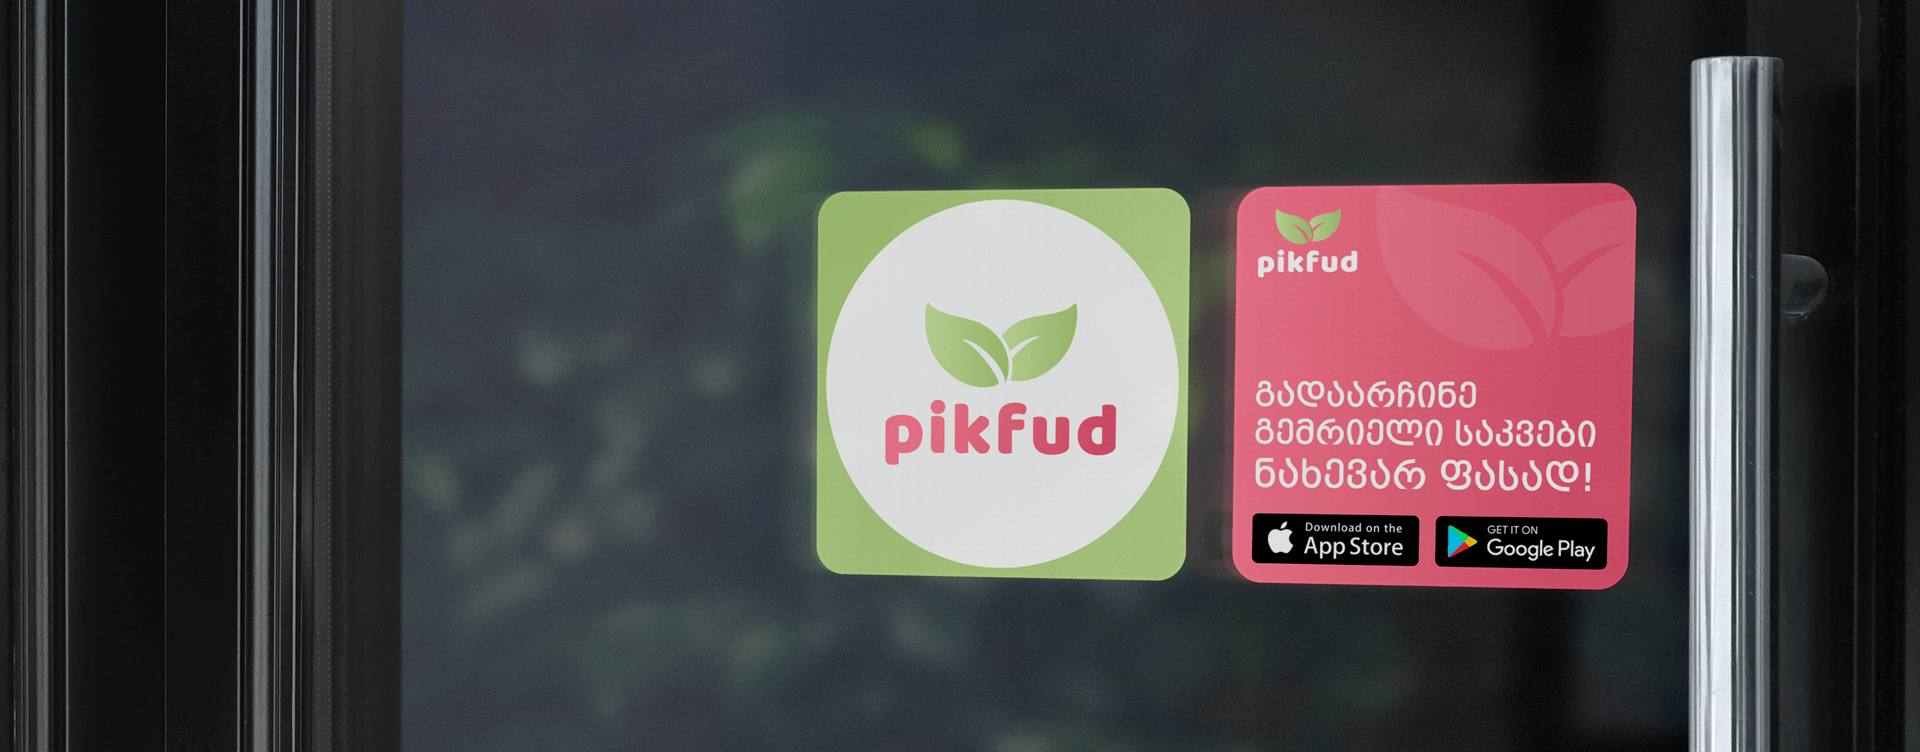 pikfud
pikfud
გადაარჩინე
გემრიელი საკვები
ნახევარ ფასად!
Download on the
App Store
GET IT ON
Google Play